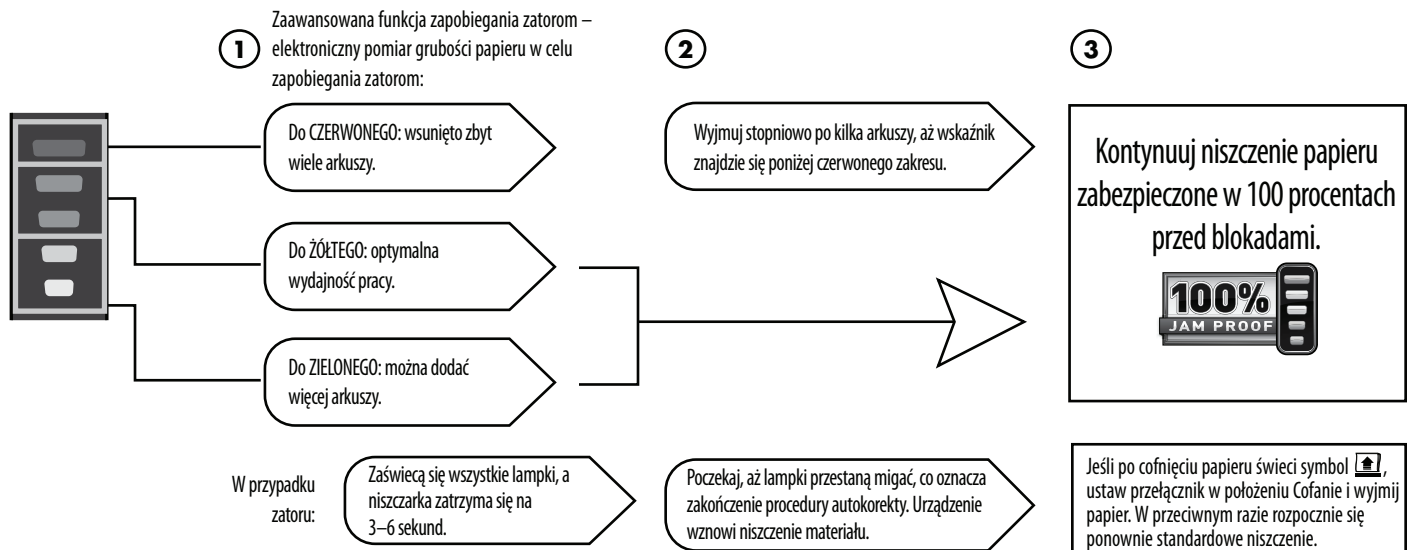 1
Zaawansowana funkcja zapobiegania zatorom –
elektroniczny pomiar grubości papieru w celu
zapobiegania zatorom:
2
3
Do CZERWONEGO: wsunięto zbyt
wiele arkuszy.
Wyjmuj stopniowo po kilka arkuszy, aż wskaźnik
znajdzie się poniżej czerwonego zakresu.
Kontynuuj niszczenie papieru
zabezpieczone w 100 procentach
przed blokadami.
100%
JAM PROOF
Do ŻÓŁTEGO: optymalna
wydajność pracy.
Do ZIELONEGO: można dodać
więcej arkuszy.
W przypadku
zatoru:
Zaświecą się wszystkie lampki, a
niszczarka zatrzyma się na
3–6 sekund.
Poczekaj, aż lampki przestaną migać, co oznacza
zakończenie procedury autokorekty. Urządzenie
wznowi niszczenie materiału.
Jeśli po cofnięciu papieru świeci symbol ,
ustaw przełącznik w położeniu Cofanie i wyjmij
papier. W przeciwnym razie rozpocznie się
ponownie standardowe niszczenie.